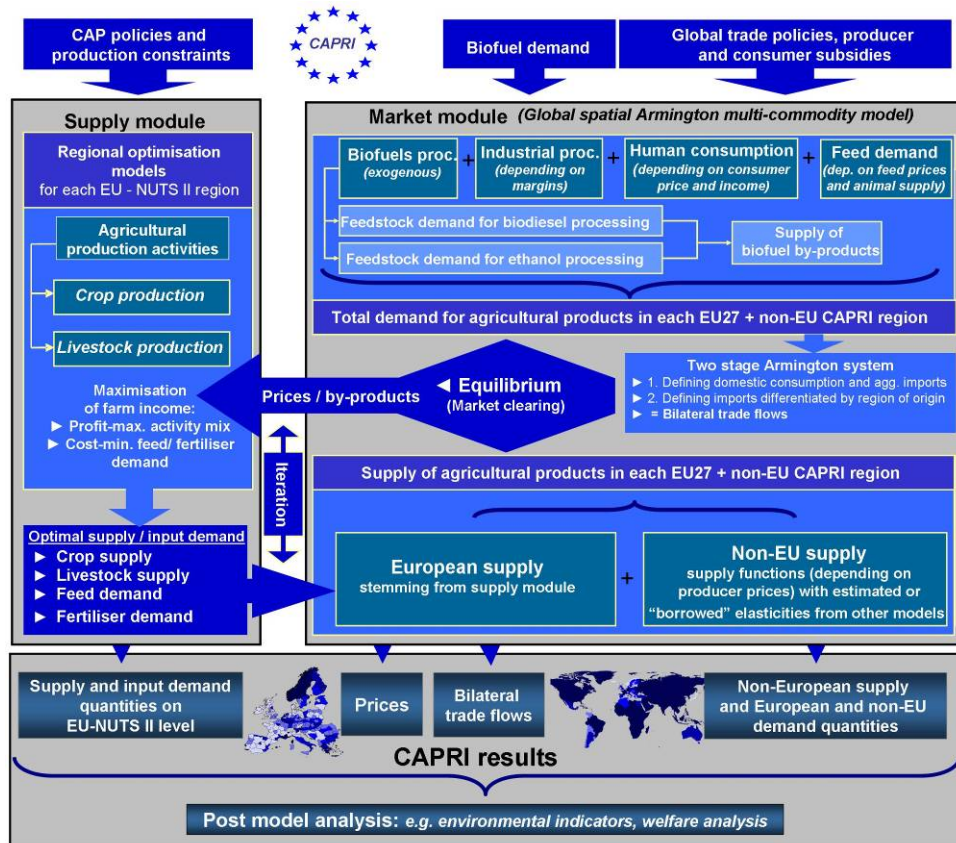 CAP policies and
production constraints
CAPRI
Biofuel demand
Global trade policies, producer
and consumer subsidies
Supply module
Regional optimisation
models
for each EU - NUTS II region
Agricultural
production activities
Crop production
Livestock production
Maximisation
of farm income:
► Profit-max. activity mix
► Cost-min. feed/ fertiliser
demand
Optimal supply / input demand
► Crop supply
► Livestock supply
► Feed demand
► Fertiliser demand
Market module (Global spatial Armington multi-commodity model)
Biofuels proc.
(exogenous)
+
Industrial proc.
(depending on
margins)
+
Human consumption
(depending on consumer
price and income)
+
Feed demand
(dep. on feed prices
and animal supply)
Feedstock demand for biodiesel processing
Feedstock demand for ethanol processing
Supply of
biofuel by-products
Total demand for agricultural products in each EU27 + non-EU CAPRI region
Prices / by-products
◄ Equilibrium
(Market clearing)
Two stage Armington system
► 1. Defining domestic consumption and agg. imports
► 2. Defining imports differentiated by region of origin
► = Bilateral trade flows
Iteration
Supply of agricultural products in each EU27 + non-EU CAPRI region
European supply
stemming from supply module
+
Non-EU supply
supply functions (depending on
producer prices) with estimated or
“borrowed” elasticities from other models
Supply and input demand
quantities on
EU-NUTS II level
Prices
Bilateral
trade flows
Non-European supply
and European and non-EU
demand quantities
CAPRI results
Post model analysis: e.g. environmental indicators, welfare analysis